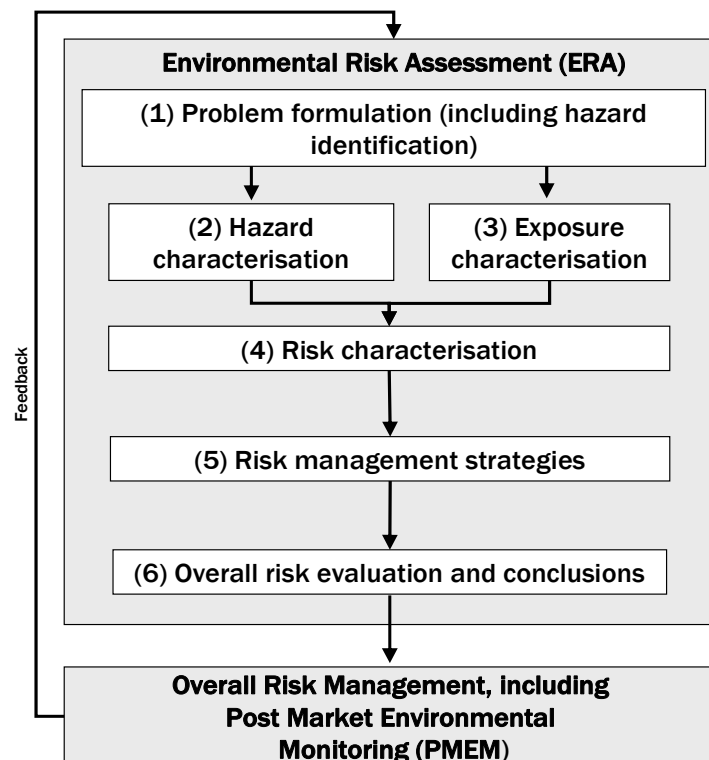 Environmental Risk Assessment (ERA)
(1) Problem formulation (including hazard
identification)
(2) Hazard
characterisation
(3) Exposure
characterisation
(4) Risk characterisation
Feedback
(5) Risk management strategies
(6) Overall risk evaluation and conclusions
Overall Risk Management, including
Post Market Environmental
Monitoring (PMEM)